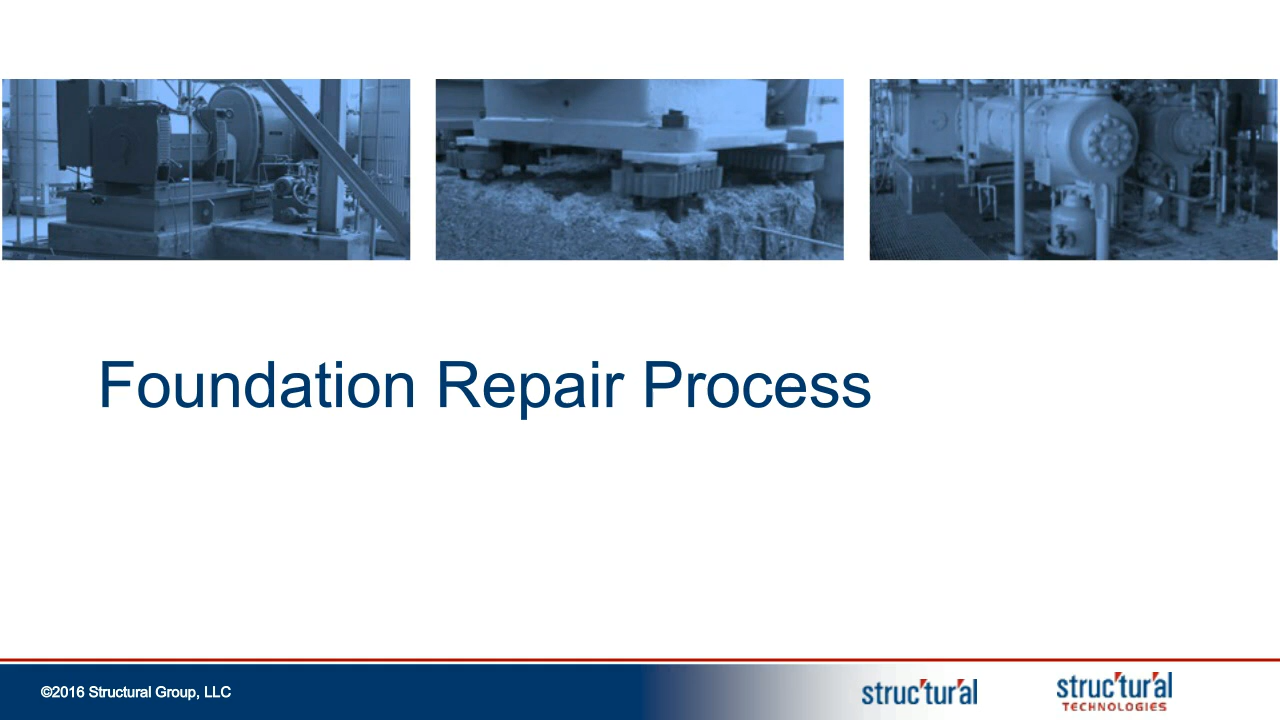 Foundation Repair Process
©2016 Structural Group, LLC
struc'tur'al
struc'tur'al
TECHNOLOGIES